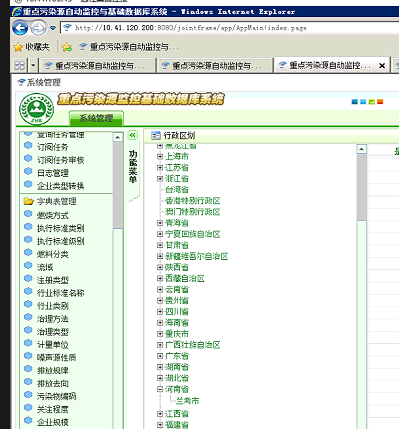 重点污染源自动监控与基础数据库系统 - Windows Internet Explorer
http://10.41.120.200:8080/jointframe/app/AppMain!index.page
收藏夹
重点污染源自动监控与...
重点污染源自动监控...
重点污染源自动监控与...
重点污染源自动监控...
系统管理
重点污染源监控基础数据库系统
ZHB
系统管理
查询任务管理
订阅任务
订阅任务审核
日志管理
企业类型转换
字典表管理
燃烧方式
执行标准类别
执行标准级别
燃料分类
流域
注册类型
行业标准名称
行业类别
治理方法
治理类型
计量单位
噪声源性质
排放规律
排放去向
污染物编码
关注程度
企业规模
功能菜单
行政区划
黑龙江省
上海市
江苏省
浙江省
台湾省
香港特别行政区
澳门特别行政区
青海省
宁夏回族自治区
甘肃省
新疆维吾尔自治区
陕西省
西藏自治区
云南省
贵州省
四川省
海南省
重庆市
广西壮族自治区
广东省
湖南省
湖北省
河南省
兰考市
江西省
福建省